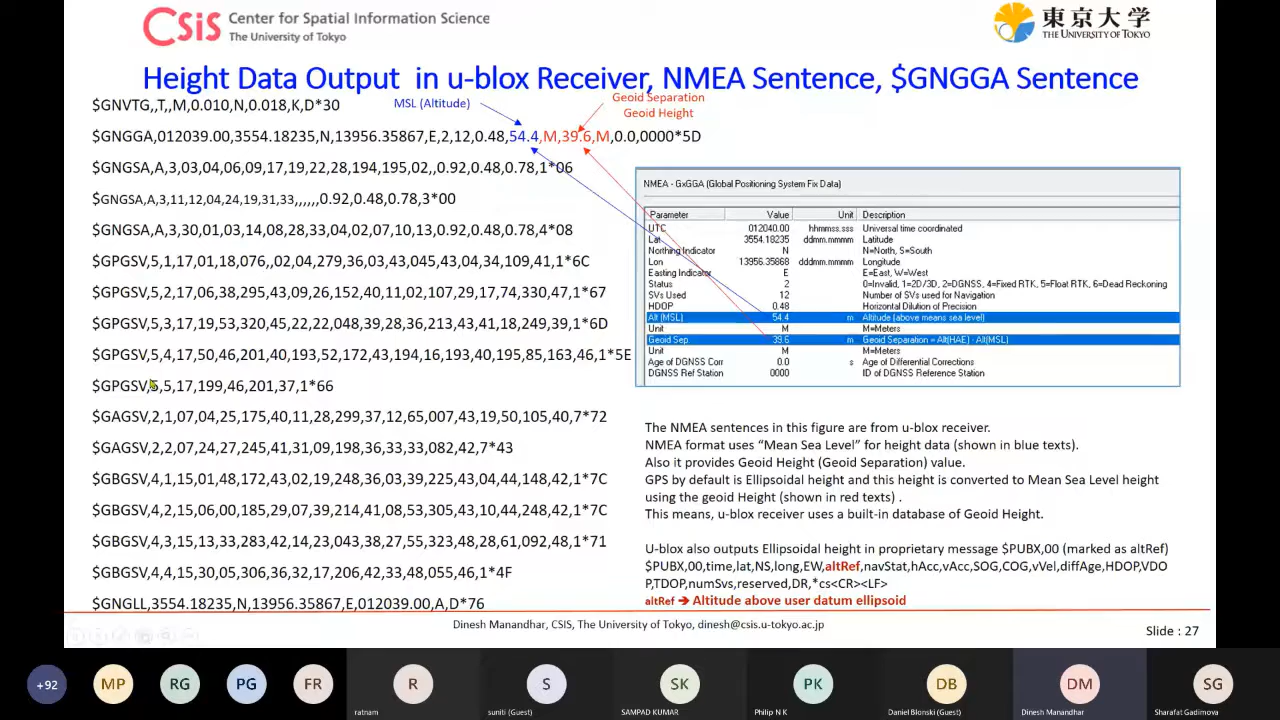 CSiS Center for Spatial Information Science
The University of Tokyo
東京大学
THE UNIVERSITY OF TOKYO
Height Data Output in u-blox Receiver, NMEA Sentence, $GNGGA Sentence
MSL (Altitude)
Geoid Separation
Geoid Height
$GNVTG,,T,,M,0.010,N,0.018,K,D*30
$GNGGA,012039.00,3554.18235,N,13956.35867,E,2,12,0.48,54.4,M,39.6,M,0.0,0000*5D
$GNGSA,A,3,03,04,06,09,17,19,22,28,194,195,02,,0.92,0.48,0.78,1*06
$GNGSA,A,3,11,12,04,24,19,31,33,,,,,,0.92,0.48,0.78,3*00
$GNGSA,A,3,30,01,03,14,08,28,33,04,02,07,10,13,0.92,0.48,0.78,4*08
$GPGSV,5,1,17,01,18,076,,02,04,279,36,03,43,045,43,04,34,109,41,1*6C
$GPGSV,5,2,17,06,38,295,43,09,26,152,40,11,02,107,29,17,74,330,47,1*67
$GPGSV,5,3,17,19,53,320,45,22,22,048,39,28,36,213,43,41,18,249,39,1*6D
$GPGSV,5,4,17,50,46,201,40,193,52,172,43,194,16,193,40,195,85,163,46,1*5E
$GPGSV,5,5,17,199,46,201,37,1*66
$GAGSV,2,1,07,04,25,175,40,11,28,299,37,12,65,007,43,19,50,105,40,7*72
$GAGSV,2,2,07,24,27,245,41,31,09,198,36,33,33,082,42,7*43
$GBGSV,4,1,15,01,48,172,43,02,19,248,36,03,39,225,43,04,44,148,42,1*7C
$GBGSV,4,2,15,06,00,185,29,07,39,214,41,08,53,305,43,10,44,248,42,1*7C
$GBGSV,4,3,15,13,33,283,42,14,23,043,38,27,55,323,48,28,61,092,48,1*71
$GBGSV,4,4,15,30,05,306,36,32,17,206,42,33,48,055,46,1*4F
$GNGLL,3554.18235,N,13956.35867,E,012039.00,A,D*76
NMEA - GxGGA (Global Positioning System Fix Data)
Parameter Value Unit Description
UTC 012040.00 hhmmss.sss Universal time coordinated
Lat 3554.18235 ddmm.mmmm Latitude
Northing Indicator N N=North, S=South
Lon 13956.35868 ddmm.mmmm Longitude
Easting Indicator E E=East, W=West
Status 2 0=Invalid, 1=2D/3D, 2=DGNSS, 4=Fixed RTK, 5=Float RTK, 6=Dead Reckoning
SVs Used 12 Number of SVs used for Navigation
HDOP 0.48 Horizontal Dilution of Precision
Alt (MSL) 54.4 m Altitude (above means sea level)
Unit M M=Meters
Geoid Sep. 39.6 m Geoid Separation = Alt(HAE) - Alt(MSL)
Unit M M=Meters
Age of DGNSS Corr 0.0 s Age of Differential Corrections
DGNSS Ref Station 0000 ID of DGNSS Reference Station
The NMEA sentences in this figure are from u-blox receiver.
NMEA format uses “Mean Sea Level” for height data (shown in blue texts).
Also it provides Geoid Height (Geoid Separation) value.
GPS by default is Ellipsoidal height and this height is converted to Mean Sea Level height
using the geoid Height (shown in red texts) .
This means, u-blox receiver uses a built-in database of Geoid Height.
U-blox also outputs Ellipsoidal height in proprietary message $PUBX,00 (marked as altRef)
$PUBX,00,time,lat,NS,long,EW,altRef,navStat,hAcc,vAcc,SOG,COG,vVel,diffAge,HDOP,VDO
P,TDOP,numSvs,reserved,DR,*cs<CR><LF>
altRef ➔ Altitude above user datum ellipsoid
Dinesh Manandhar, CSIS, The University of Tokyo, dinesh@csis.u-tokyo.ac.jp
Slide : 27
+92 MP RG PG FR R S SK PK DB DM SG
ratnam suniti (Guest) SAMPAD KUMAR Philip N K Daniel Blonski (Guest) Dinesh Manandhar Sharafat Gadimova